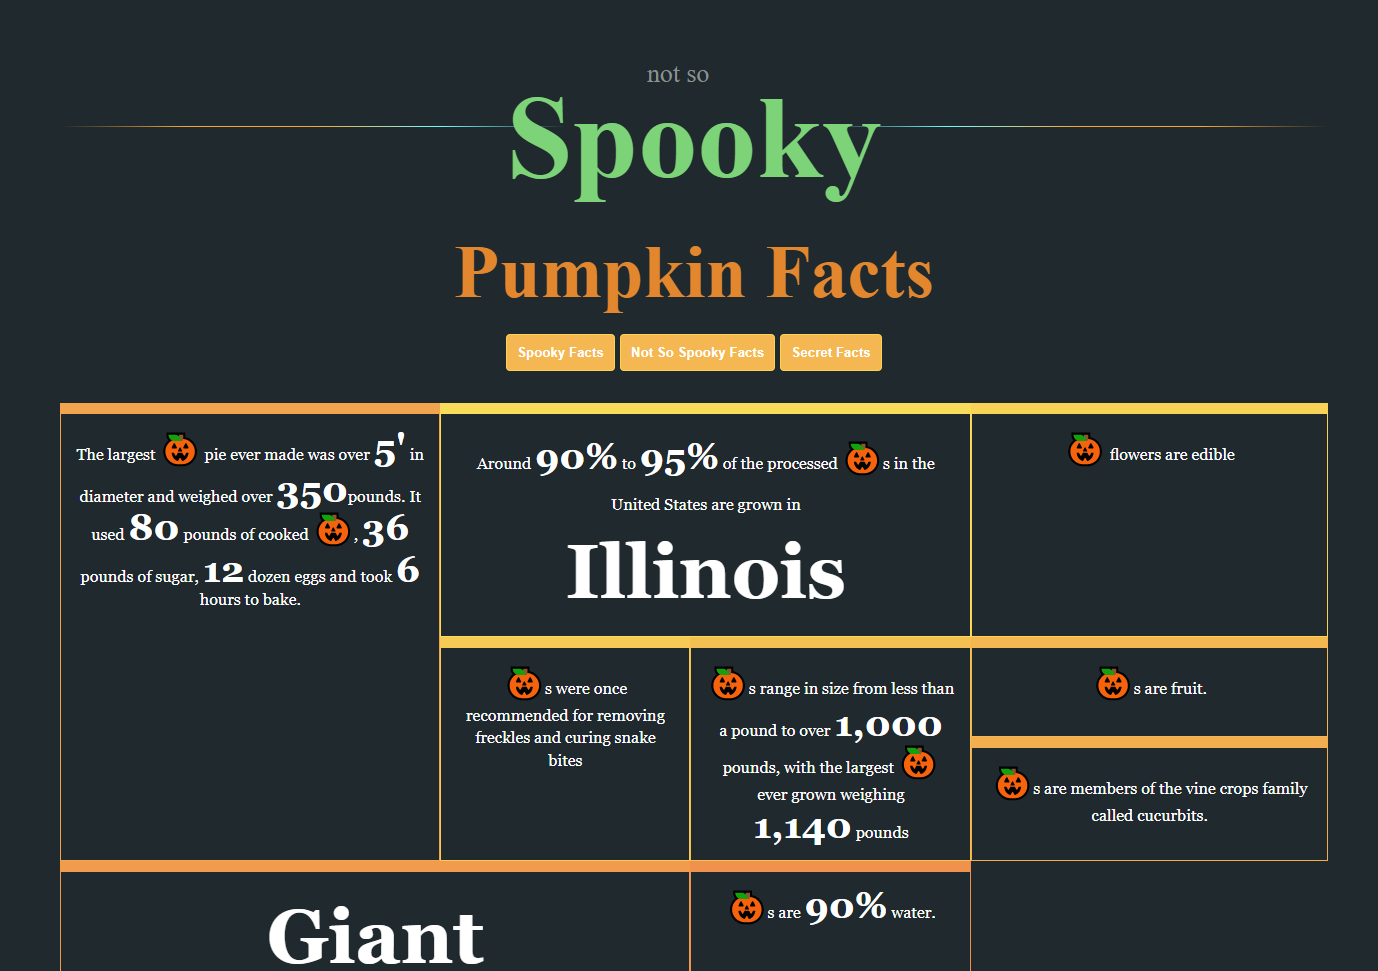 not so
Spooky
Pumpkin Facts
Spooky Facts
Not So Spooky Facts
Secret Facts
The largest 🎃 pie ever made was over 5' in
diameter and weighed over 350pounds. It
used 80 pounds of cooked 🎃, 36
pounds of sugar, 12 dozen eggs and took 6
hours to bake.
Around 90% to 95% of the processed 🎃s in the
United States are grown in
Illinois
🎃 flowers are edible
🎃s were once
recommended for removing
freckles and curing snake
bites
🎃s range in size from less than
a pound to over 1,000
pounds, with the largest 🎃
ever grown weighing
1,140 pounds
🎃s are fruit.
🎃s are members of the vine crops family
called cucurbits.
Giant
🎃s are 90% water.